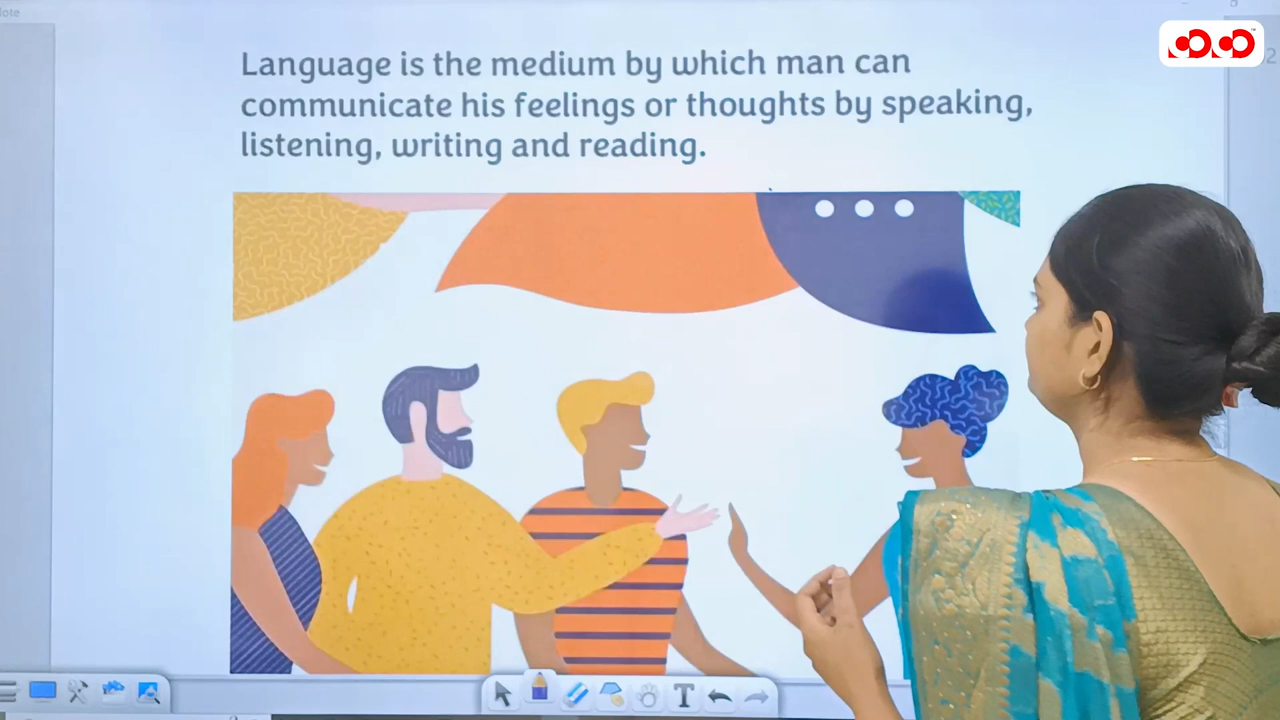 Language is the medium by which man can
communicate his feelings or thoughts by speaking,
listening, writing and reading.
T
2